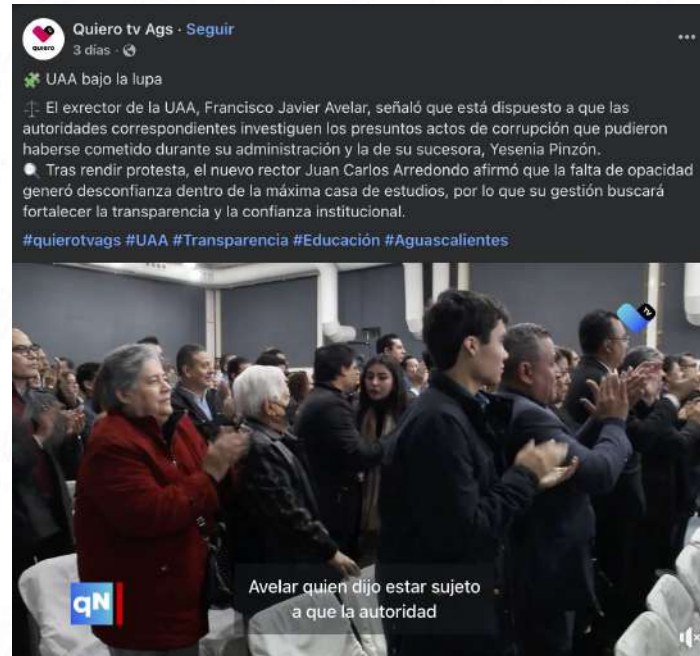 Quiero tv Ags · Seguir
quiero
3 días ·
UAA bajo la lupa
El exrector de la UAA, Francisco Javier Avelar, señaló que está dispuesto a que las
autoridades correspondientes investiguen los presuntos actos de corrupción que pudieron
haberse cometido durante su administración y la de su sucesora, Yesenia Pinzón.
Tras rendir protesta, el nuevo rector Juan Carlos Arredondo afirmó que la falta de opacidad
generó desconfianza dentro de la máxima casa de estudios, por lo que su gestión buscará
fortalecer la transparencia y la confianza institucional.
#quierotvags #UAA #Transparencia #Educación #Aguascalientes
TV
qN
Avelar quien dijo estar sujeto
a que la autoridad